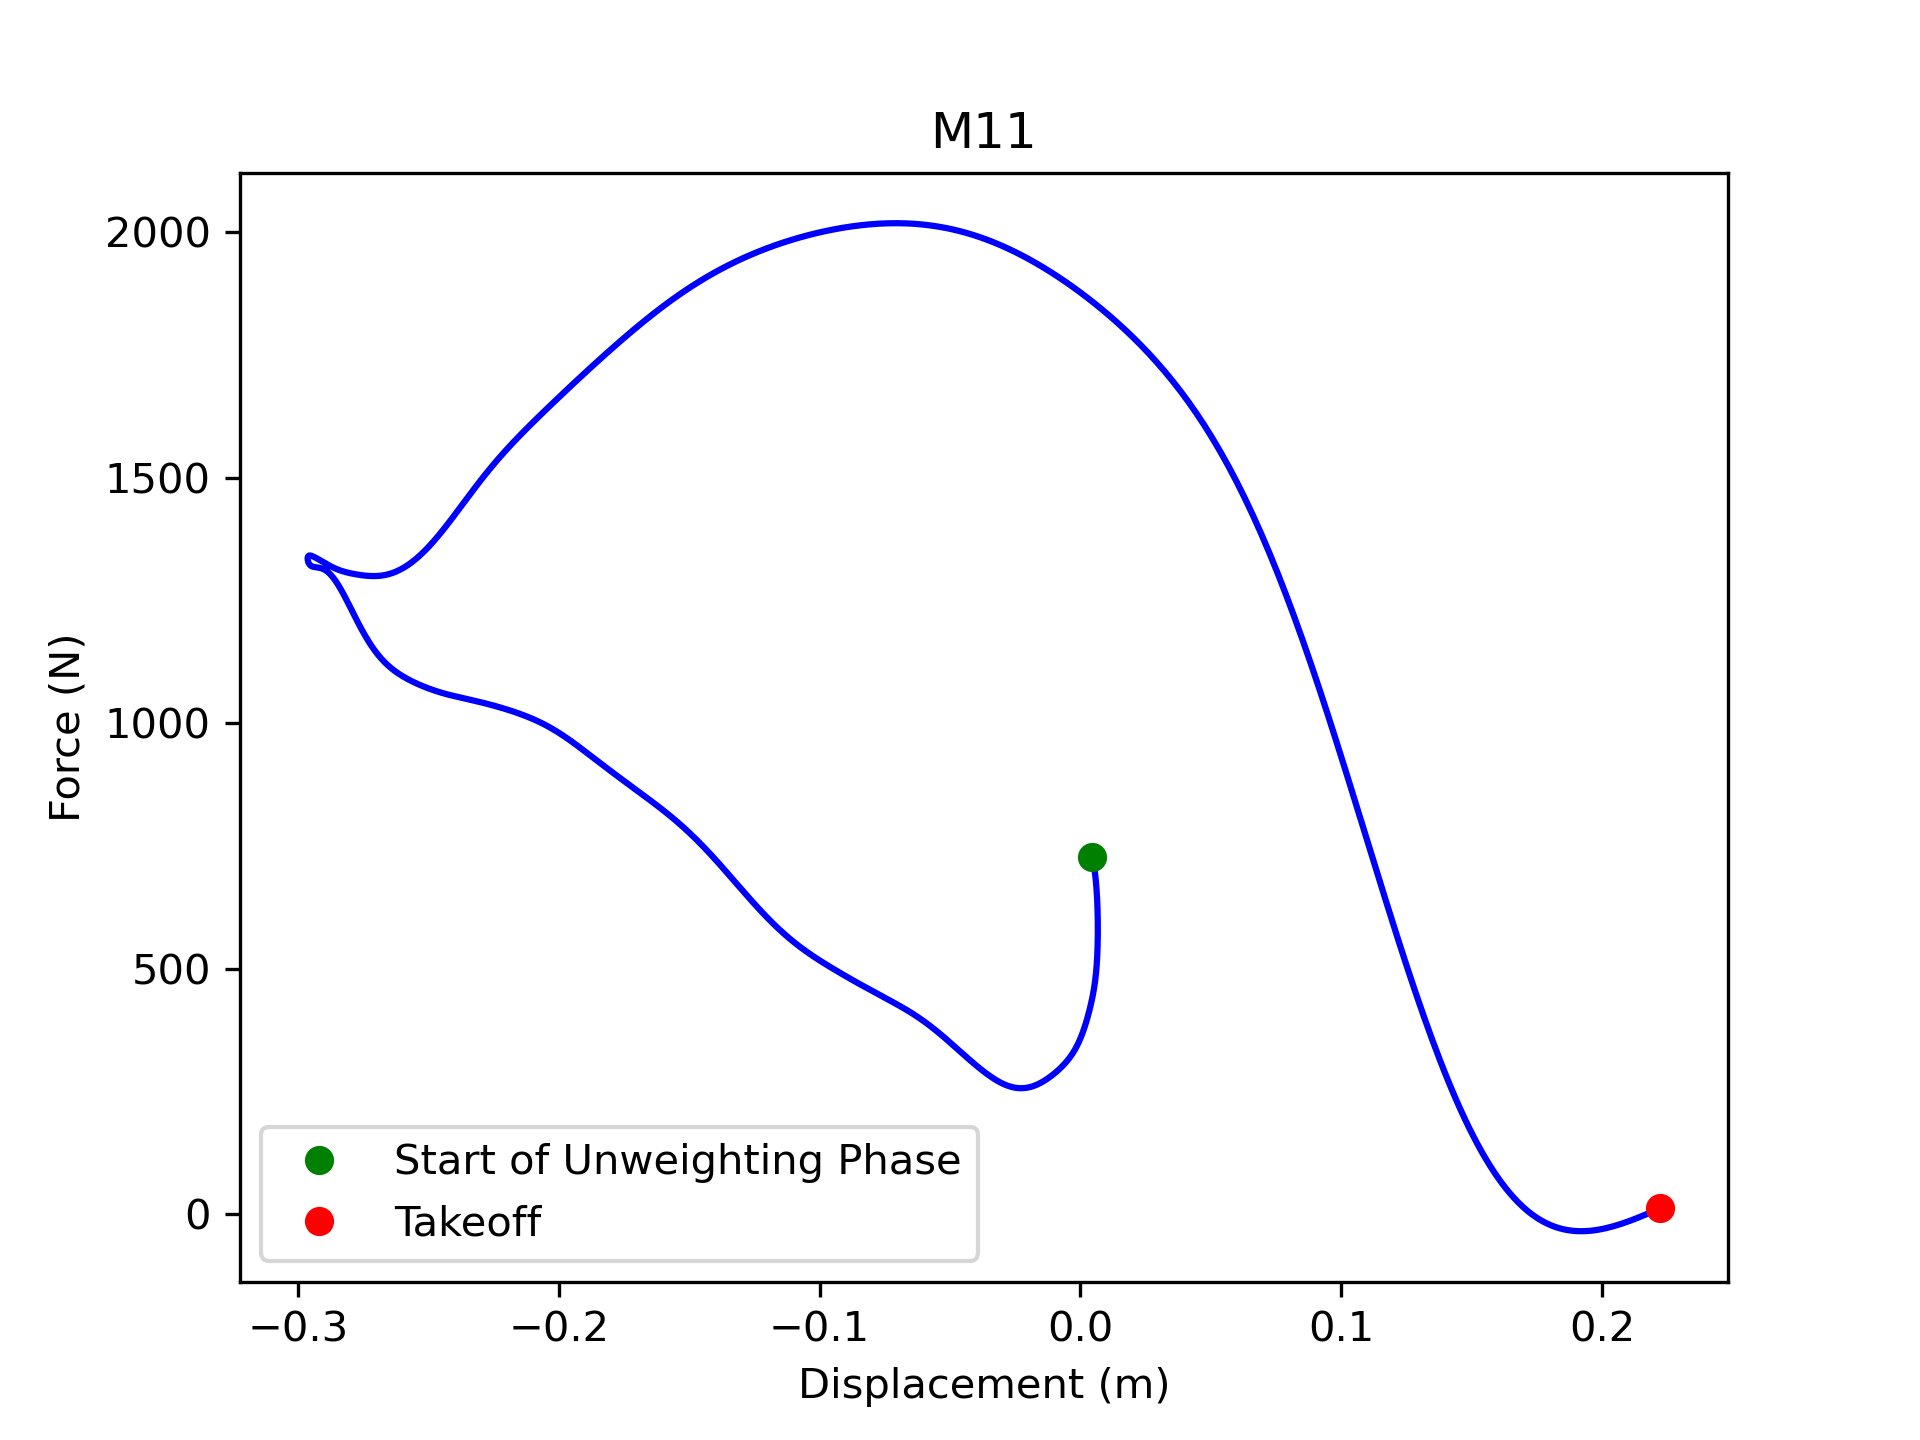 M11
2000
1500
1000
500
0
Force (N)
−0.3 −0.2 −0.1 0.0 0.1 0.2
Displacement (m)
Start of Unweighting Phase
Takeoff